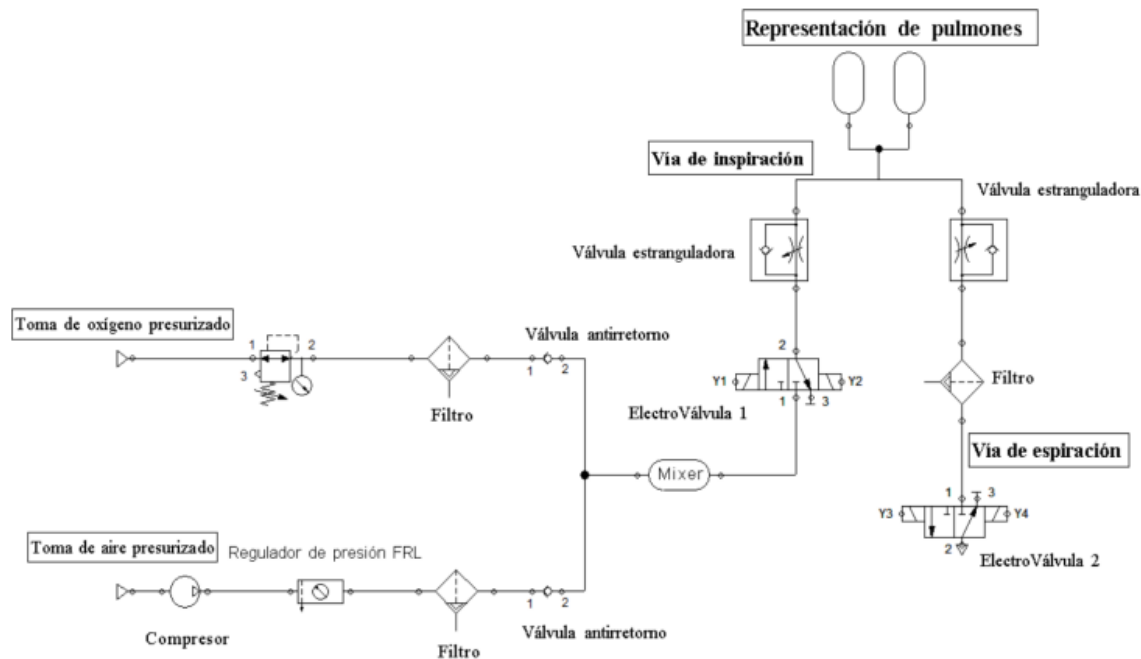 Representación de pulmones
Vía de inspiración
Válvula estranguladora
Válvula estranguladora
Toma de oxígeno presurizado
1
2
3
Filtro
Válvula antirretorno
1
2
2
Y1
Y2
1
3
ElectroVálvula 1
Filtro
Mixer
Vía de espiración
1
3
Y3
Y4
2
ElectroVálvula 2
Toma de aire presurizado
Regulador de presión FRL
Compresor
Filtro
1
2
Válvula antirretorno